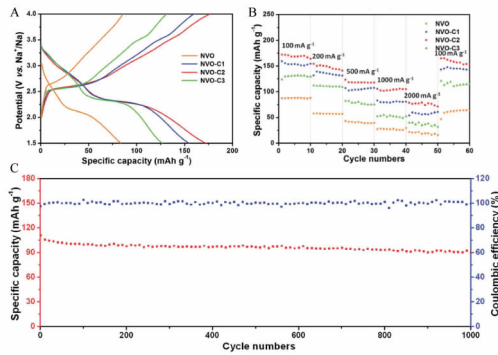 A
Potential (V vs. Na⁺/Na)
4.0
3.5
3.0
2.5
2.0
1.5
NVO
NVO-C1
NVO-C2
NVO-C3
0 50 100 150 200
Specific capacity (mAh g⁻¹)
B
Specific capacity (mAh g⁻¹)
250
200
150
100
50
0
NVO
NVO-C1
NVO-C2
NVO-C3
100 mA g⁻¹
200 mA g⁻¹
500 mA g⁻¹
1000 mA g⁻¹
2000 mA g⁻¹
100 mA g⁻¹
0 10 20 30 40 50 60
Cycle numbers
C
Specific capacity (mAh g⁻¹)
180
150
120
90
60
30
0
120
100
80
60
40
20
0
Coulombic efficiency (%)
0 200 400 600 800 1000
Cycle numbers